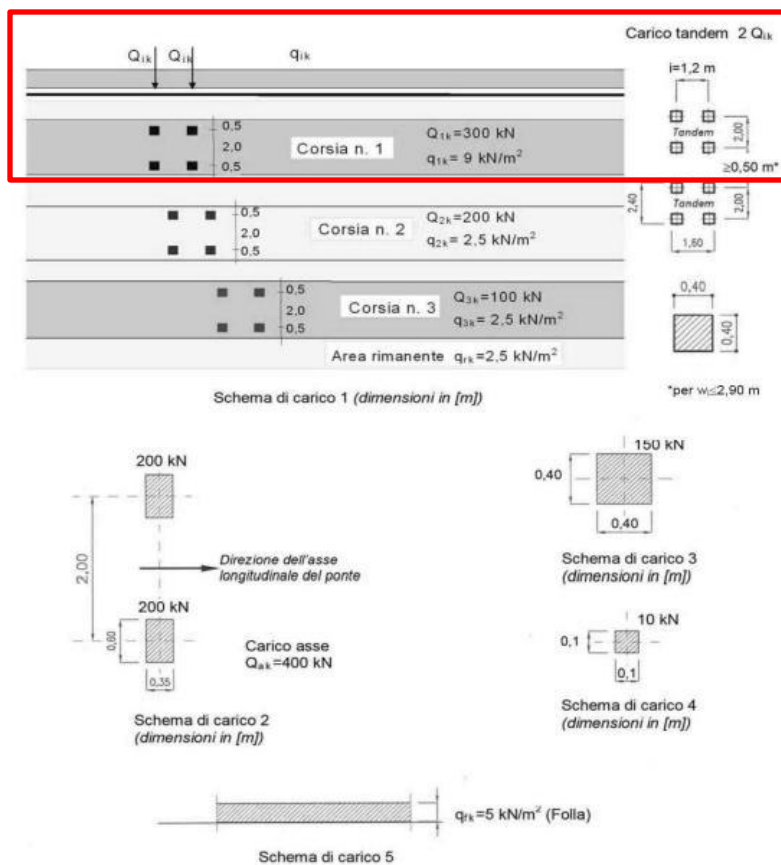 Carico tandem 2 Qik
Qik Qik qik
i=1,2 m
0,5
2,0
0,5
Corsia n. 1
Q1k=300 kN
q1k= 9 kN/m²
Tandem
2,00
≥0,50 m*
0,5
2,0
0,5
Corsia n. 2
Q2k=200 kN
q2k= 2,5 kN/m²
2,40
Tandem
2,00
1,60
0,5
2,0
0,5
Corsia n. 3
Q3k=100 kN
q3k= 2,5 kN/m²
0,40
0,40
Area rimanente qrk=2,5 kN/m²
Schema di carico 1 (dimensioni in [m])
*per wl≤2,90 m
200 kN
2,00
Direzione dell'asse
longitudinale del ponte
200 kN
0,60
0,35
Carico asse
Qak=400 kN
Schema di carico 2
(dimensioni in [m])
150 kN
0,40
0,40
Schema di carico 3
(dimensioni in [m])
10 kN
0,1
0,1
Schema di carico 4
(dimensioni in [m])
qfk=5 kN/m² (Folla)
Schema di carico 5